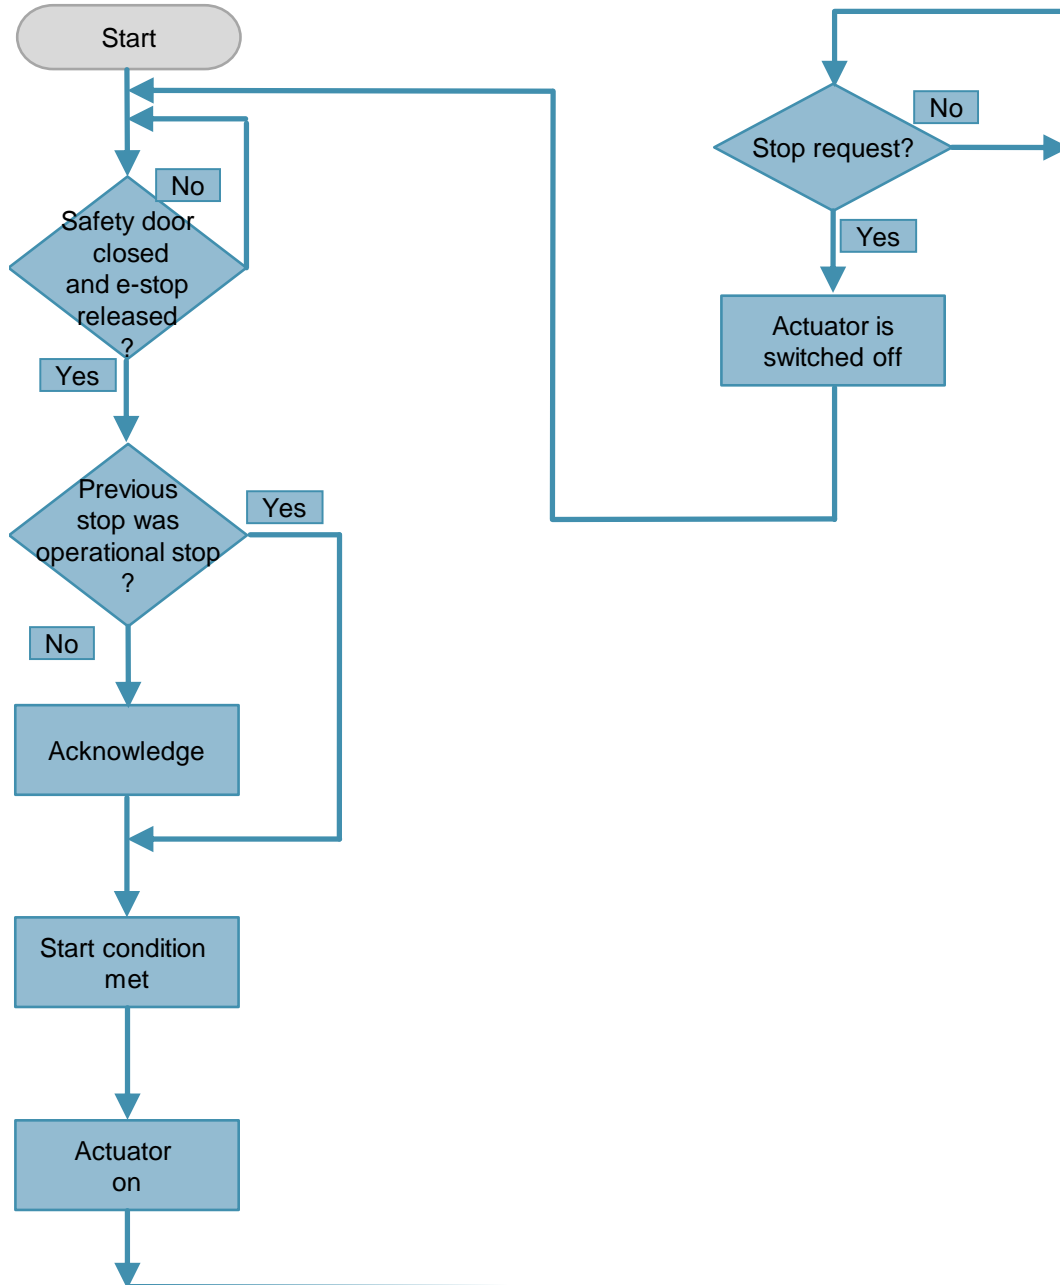 Start
No
Safety door
closed
and e-stop
released
?
Yes
Previous
stop was
operational stop
?
Yes
No
Acknowledge
Start condition
met
Actuator
on
No
Stop request?
Yes
Actuator is
switched off